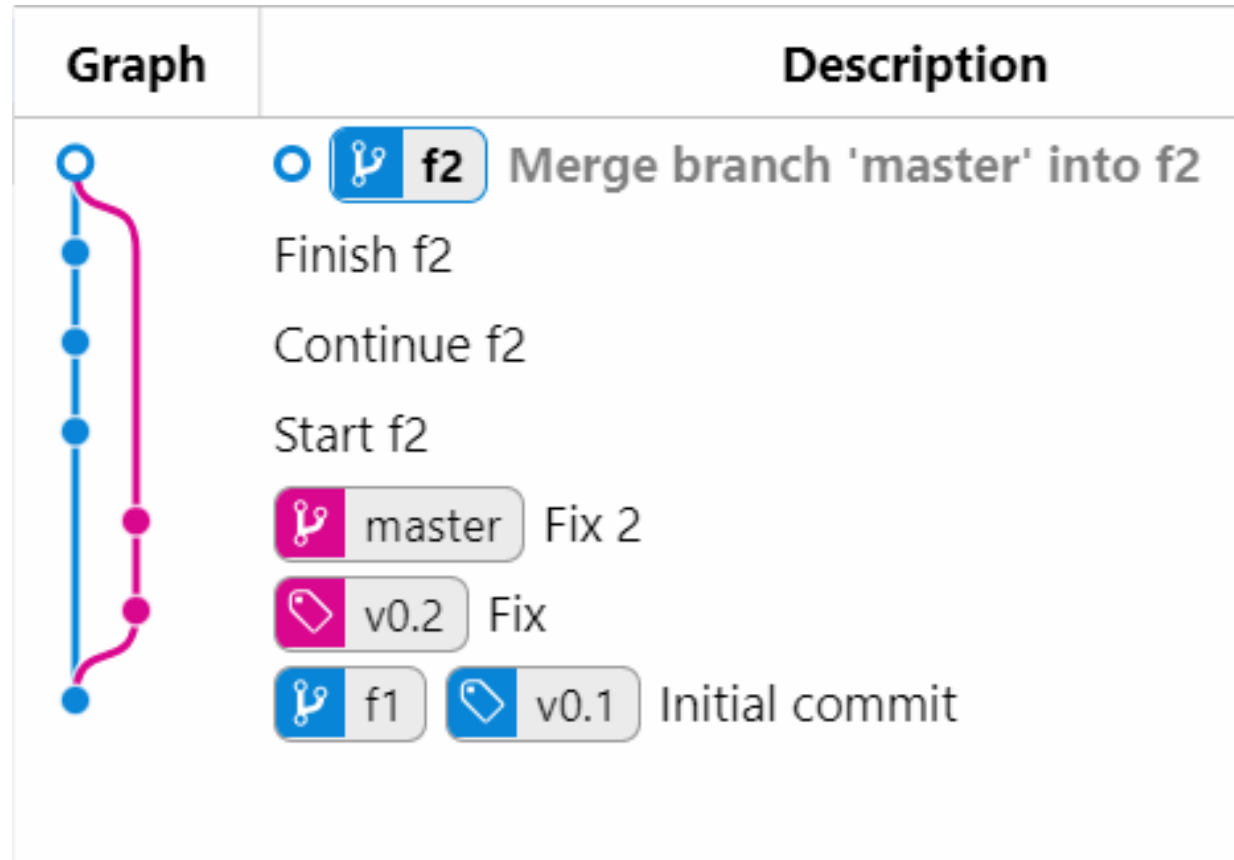 Graph Description
f2 Merge branch 'master' into f2
Finish f2
Continue f2
Start f2
master Fix 2
v0.2 Fix
f1 v0.1 Initial commit